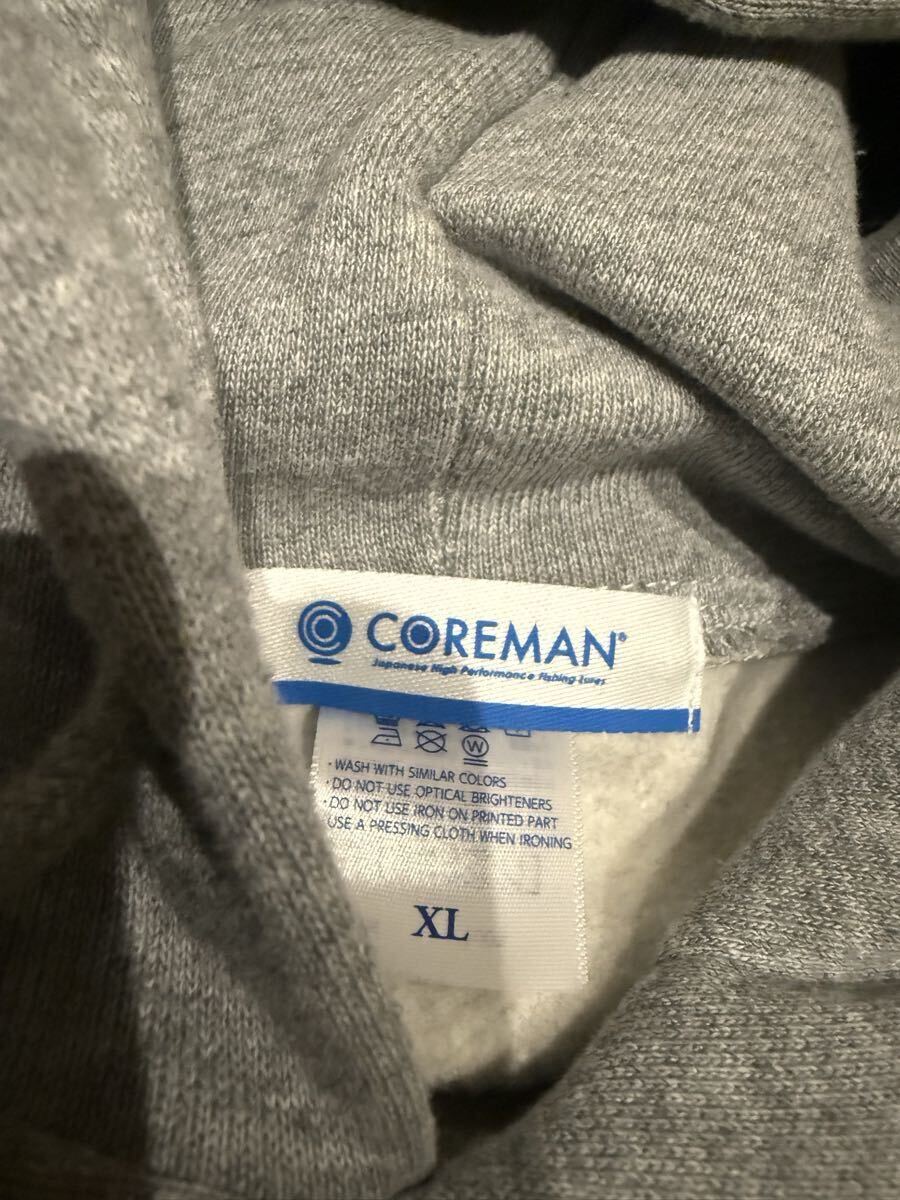 COREMAN®
Japanese High Performance Fishing Lures
W
・WASH WITH SIMILAR COLORS
・DO NOT USE OPTICAL BRIGHTENERS
・DO NOT USE IRON ON PRINTED PART
USE A PRESSING CLOTH WHEN IRONING
XL